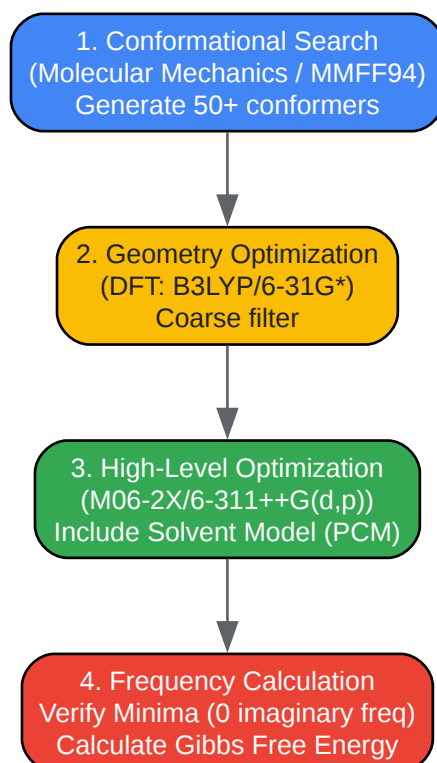 1. Conformational Search
(Molecular Mechanics / MMFF94)
Generate 50+ conformers
2. Geometry Optimization
(DFT: B3LYP/6-31G*)
Coarse filter
3. High-Level Optimization
(M06-2X/6-311++G(d,p))
Include Solvent Model (PCM)
4. Frequency Calculation
Verify Minima (0 imaginary freq)
Calculate Gibbs Free Energy